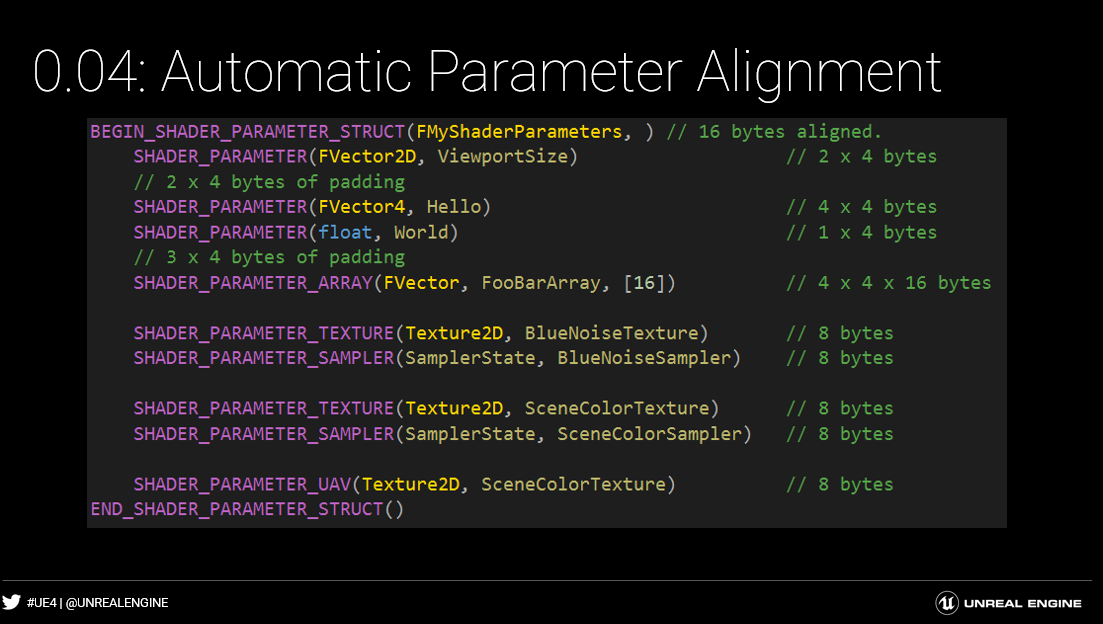 0.04: Automatic Parameter Alignment
BEGIN_SHADER_PARAMETER_STRUCT(FMyShaderParameters, ) // 16 bytes aligned.
SHADER_PARAMETER(FVector2D, ViewportSize) // 2 x 4 bytes
// 2 x 4 bytes of padding
SHADER_PARAMETER(FVector4, Hello) // 4 x 4 bytes
SHADER_PARAMETER(float, World) // 1 x 4 bytes
// 3 x 4 bytes of padding
SHADER_PARAMETER_ARRAY(FVector, FooBarArray, [16]) // 4 x 4 x 16 bytes
SHADER_PARAMETER_TEXTURE(Texture2D, BlueNoiseTexture) // 8 bytes
SHADER_PARAMETER_SAMPLER(SamplerState, BlueNoiseSampler) // 8 bytes
SHADER_PARAMETER_TEXTURE(Texture2D, SceneColorTexture) // 8 bytes
SHADER_PARAMETER_SAMPLER(SamplerState, SceneColorSampler) // 8 bytes
SHADER_PARAMETER_UAV(Texture2D, SceneColorTexture) // 8 bytes
END_SHADER_PARAMETER_STRUCT()
#UE4 | @UNREALENGINE
UNREAL ENGINE